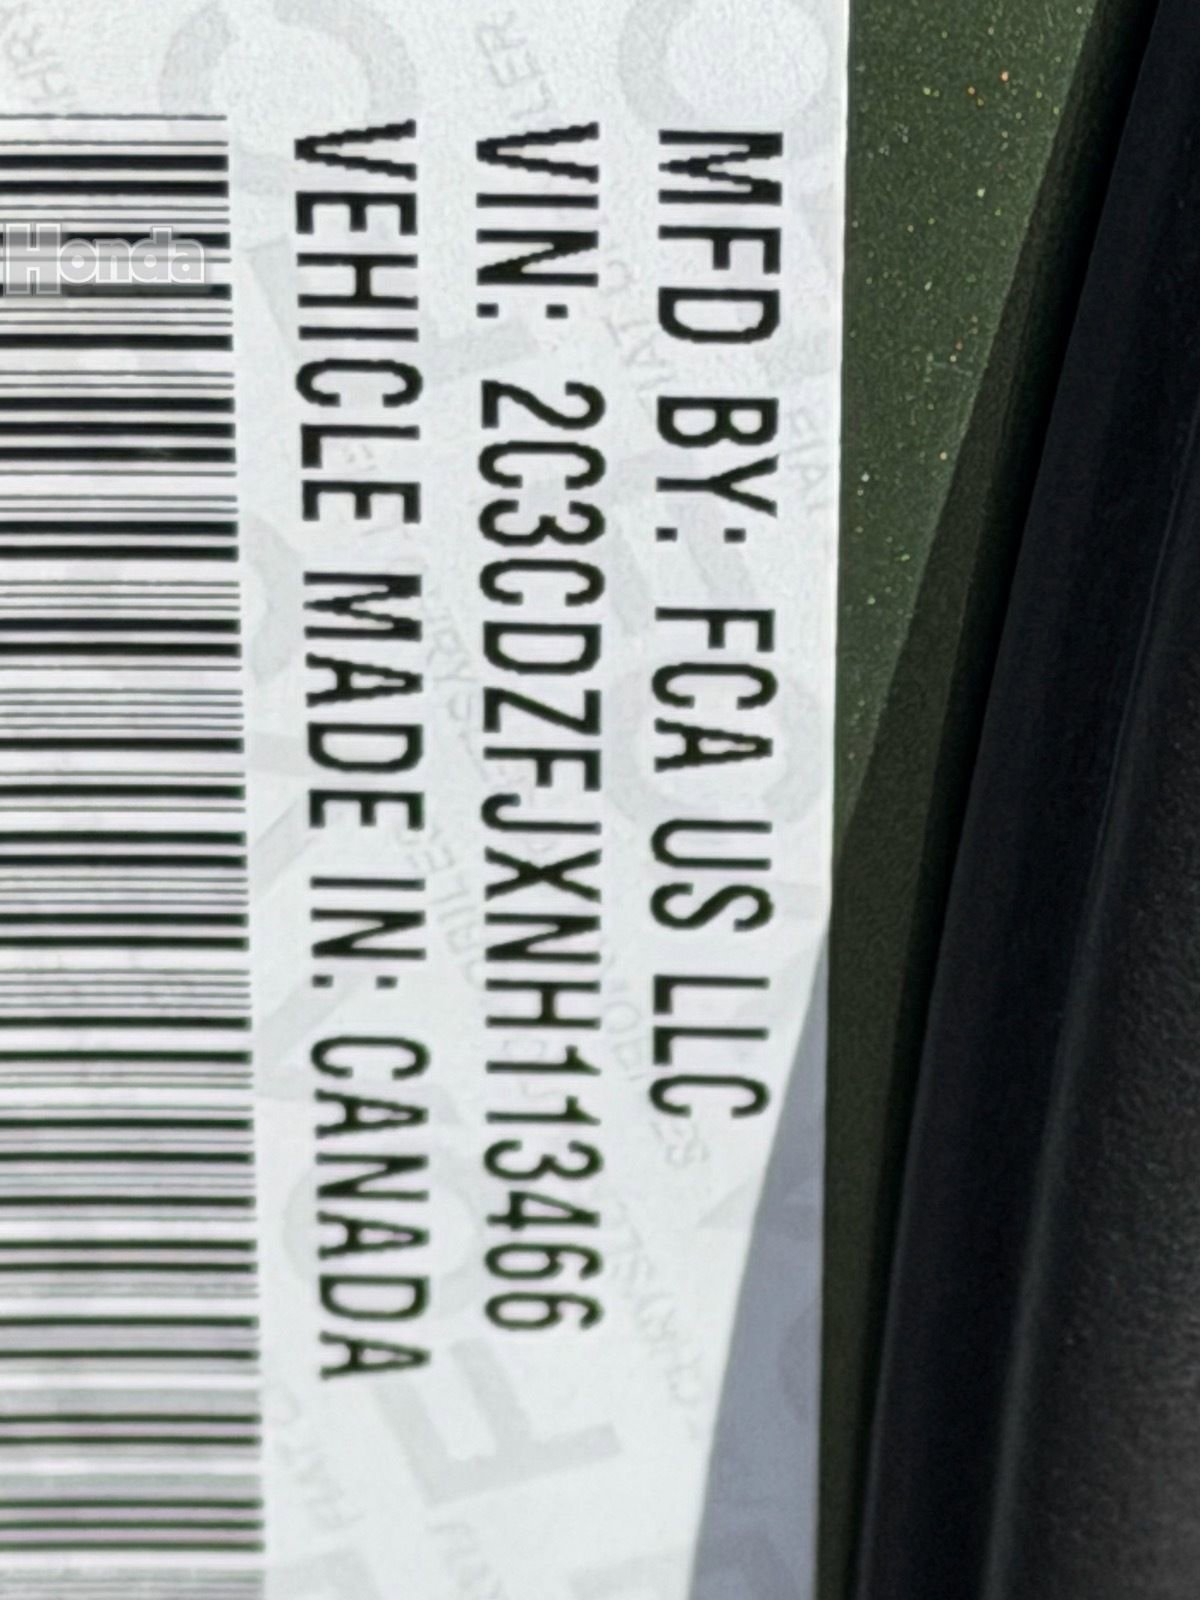 MFD BY: FCA US LLC
VIN: 2C3CDZFJXNH113466
VEHICLE MADE IN: CANADA
Honda